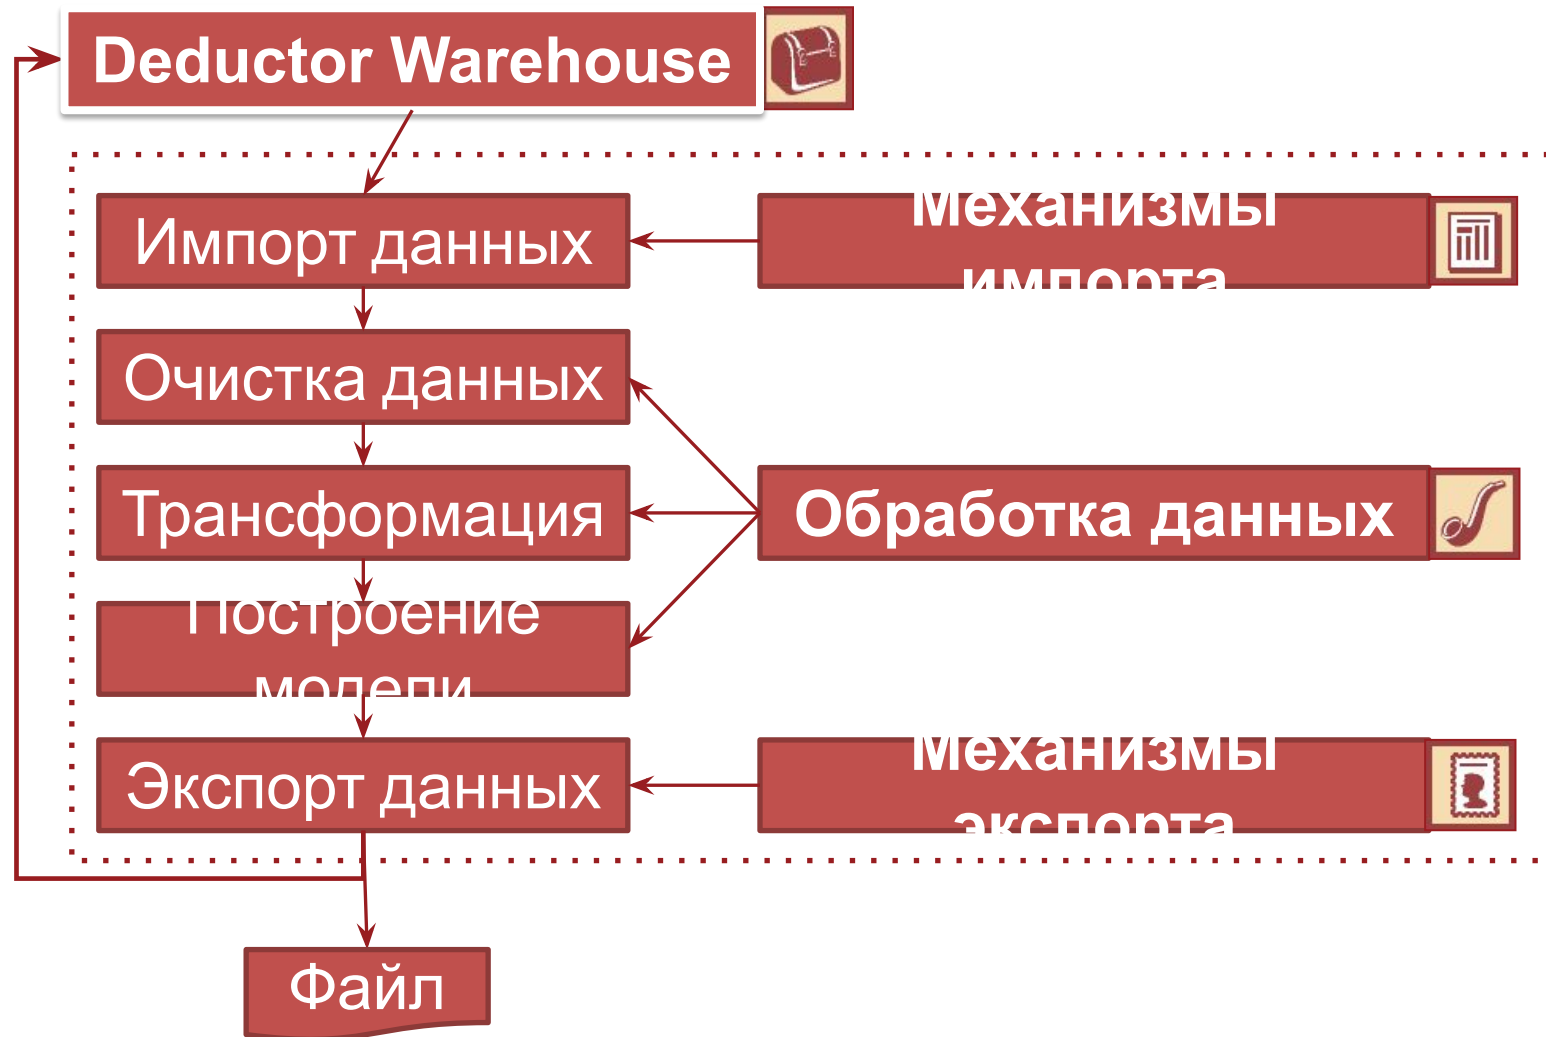 Deductor Warehouse
Импорт данных
Механизмы
импорта
Очистка данных
Трансформация
Обработка данных
Построение
модели
Экспорт данных
Механизмы
экспорта
Файл